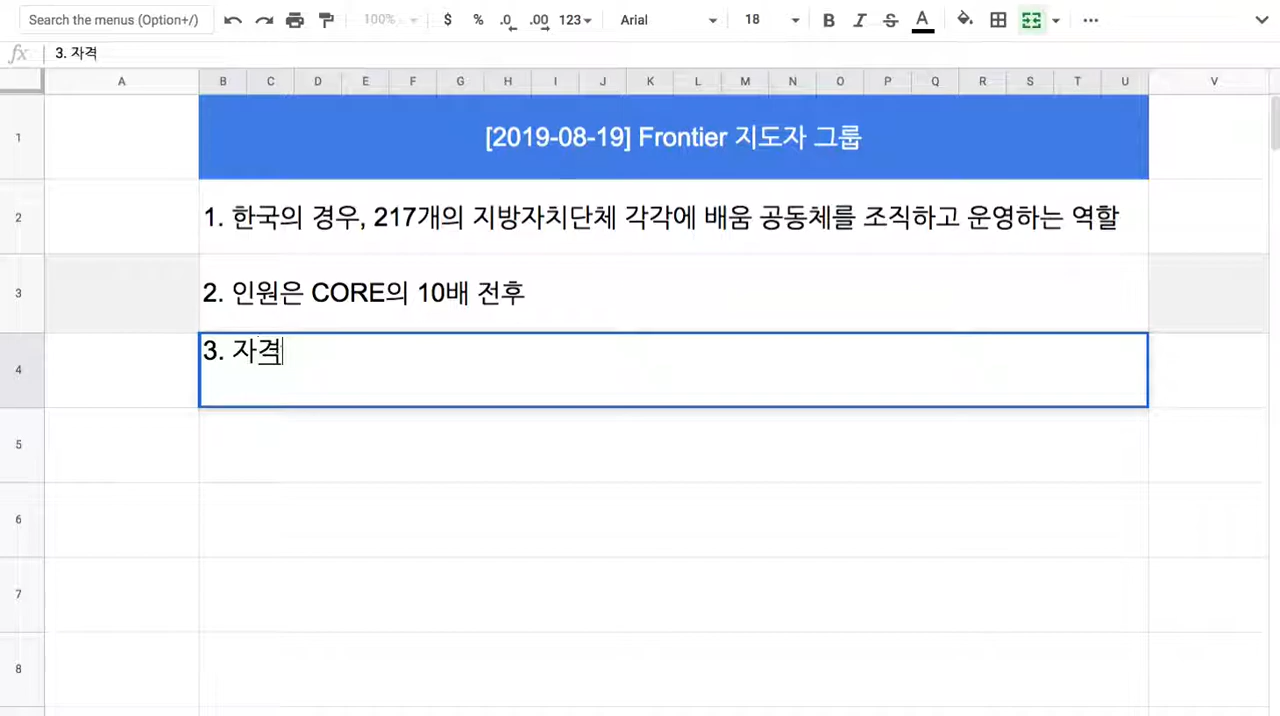 Search the menus (Option+/) 100% $ % .0 .00 123 Arial 18 B I S A
fx 3. 자격
A B C D E F G H I J K L M N O P Q R S T U V
1 [2019-08-19] Frontier 지도자 그룹
2 1. 한국의 경우, 217개의 지방자치단체 각각에 배움 공동체를 조직하고 운영하는 역할
3 2. 인원은 CORE의 10배 전후
4 3. 자격
5
6
7
8